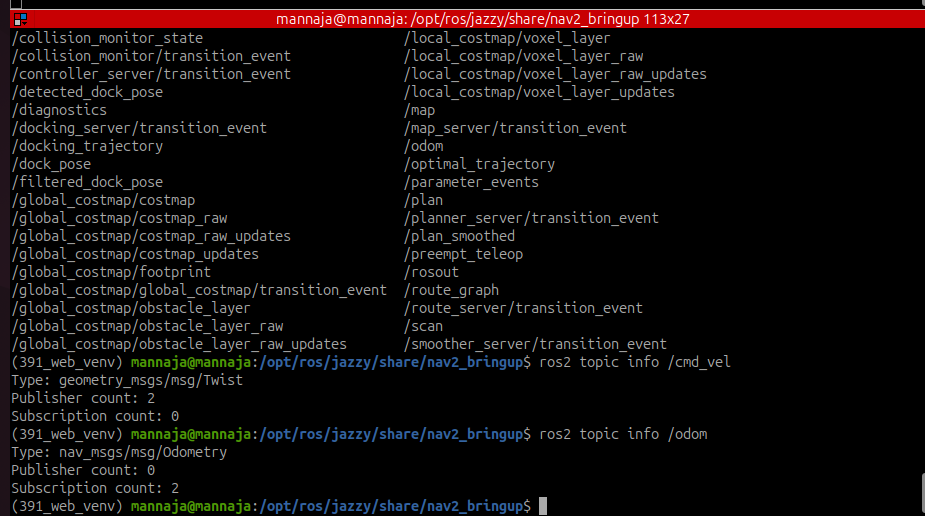 mannaja@mannaja: /opt/ros/jazzy/share/nav2_bringup 113x27
/collision_monitor_state /local_costmap/voxel_layer
/collision_monitor/transition_event /local_costmap/voxel_layer_raw
/controller_server/transition_event /local_costmap/voxel_layer_raw_updates
/detected_dock_pose /local_costmap/voxel_layer_updates
/diagnostics /map
/docking_server/transition_event /map_server/transition_event
/docking_trajectory /odom
/dock_pose /optimal_trajectory
/filtered_dock_pose /parameter_events
/global_costmap/costmap /plan
/global_costmap/costmap_raw /planner_server/transition_event
/global_costmap/costmap_raw_updates /plan_smoothed
/global_costmap/costmap_updates /preempt_teleop
/global_costmap/footprint /rosout
/global_costmap/global_costmap/transition_event /route_graph
/global_costmap/obstacle_layer /route_server/transition_event
/global_costmap/obstacle_layer_raw /scan
/global_costmap/obstacle_layer_raw_updates /smoother_server/transition_event
(391_web_venv) mannaja@mannaja:/opt/ros/jazzy/share/nav2_bringup$ ros2 topic info /cmd_vel
Type: geometry_msgs/msg/Twist
Publisher count: 2
Subscription count: 0
(391_web_venv) mannaja@mannaja:/opt/ros/jazzy/share/nav2_bringup$ ros2 topic info /odom
Type: nav_msgs/msg/Odometry
Publisher count: 0
Subscription count: 2
(391_web_venv) mannaja@mannaja:/opt/ros/jazzy/share/nav2_bringup$